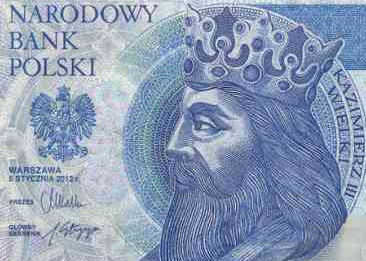 NARODOWY
BANK
POLSKI
KAZIMIERZ III
WIELKI
WARSZAWA
5 STYCZNIA 2012 r.
PREZES
GŁÓWNY
SKARBNIK